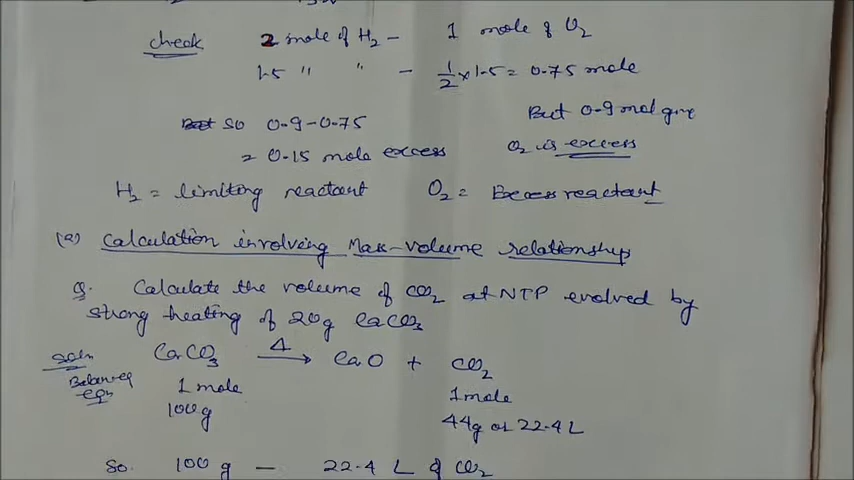 check 2 mole of H₂ - 1 mole of O₂
1.5 " " - 1/2 x 1.5 = 0.75 mole
But 0.9 mol give
So 0.9-0.75
= 0.15 mole excess O₂ is excess
H₂ = limiting reactant O₂ = Excess reactant
(a) Calculation involving Mass-volume relationship
Q. Calculate the volume of CO₂ at NTP evolved by
strong heating of 20g CaCO₃
Soln CaCO₃ —Δ→ CaO + CO₂
Balanced eqn 1 mole 1 mole
100g 44g or 22.4 L
So. 100 g — 22.4 L of CO₂